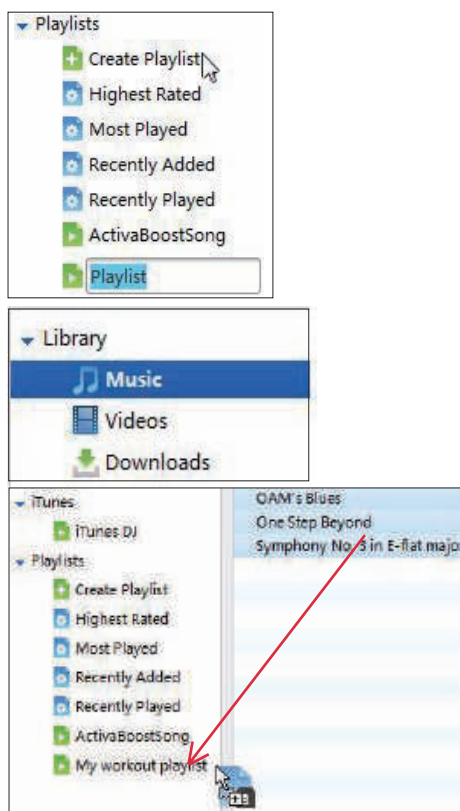 Playlists
Create Playlist
Highest Rated
Most Played
Recently Added
Recently Played
ActivaBoostSong
Playlist
Library
Music
Videos
Downloads
iTunes
iTunes DJ
Playlists
Create Playlist
Highest Rated
Most Played
Recently Added
Recently Played
ActivaBoostSong
My workout playlist
OAM's Blues
One Step Beyond
Symphony No. 3 in E-flat major
+3